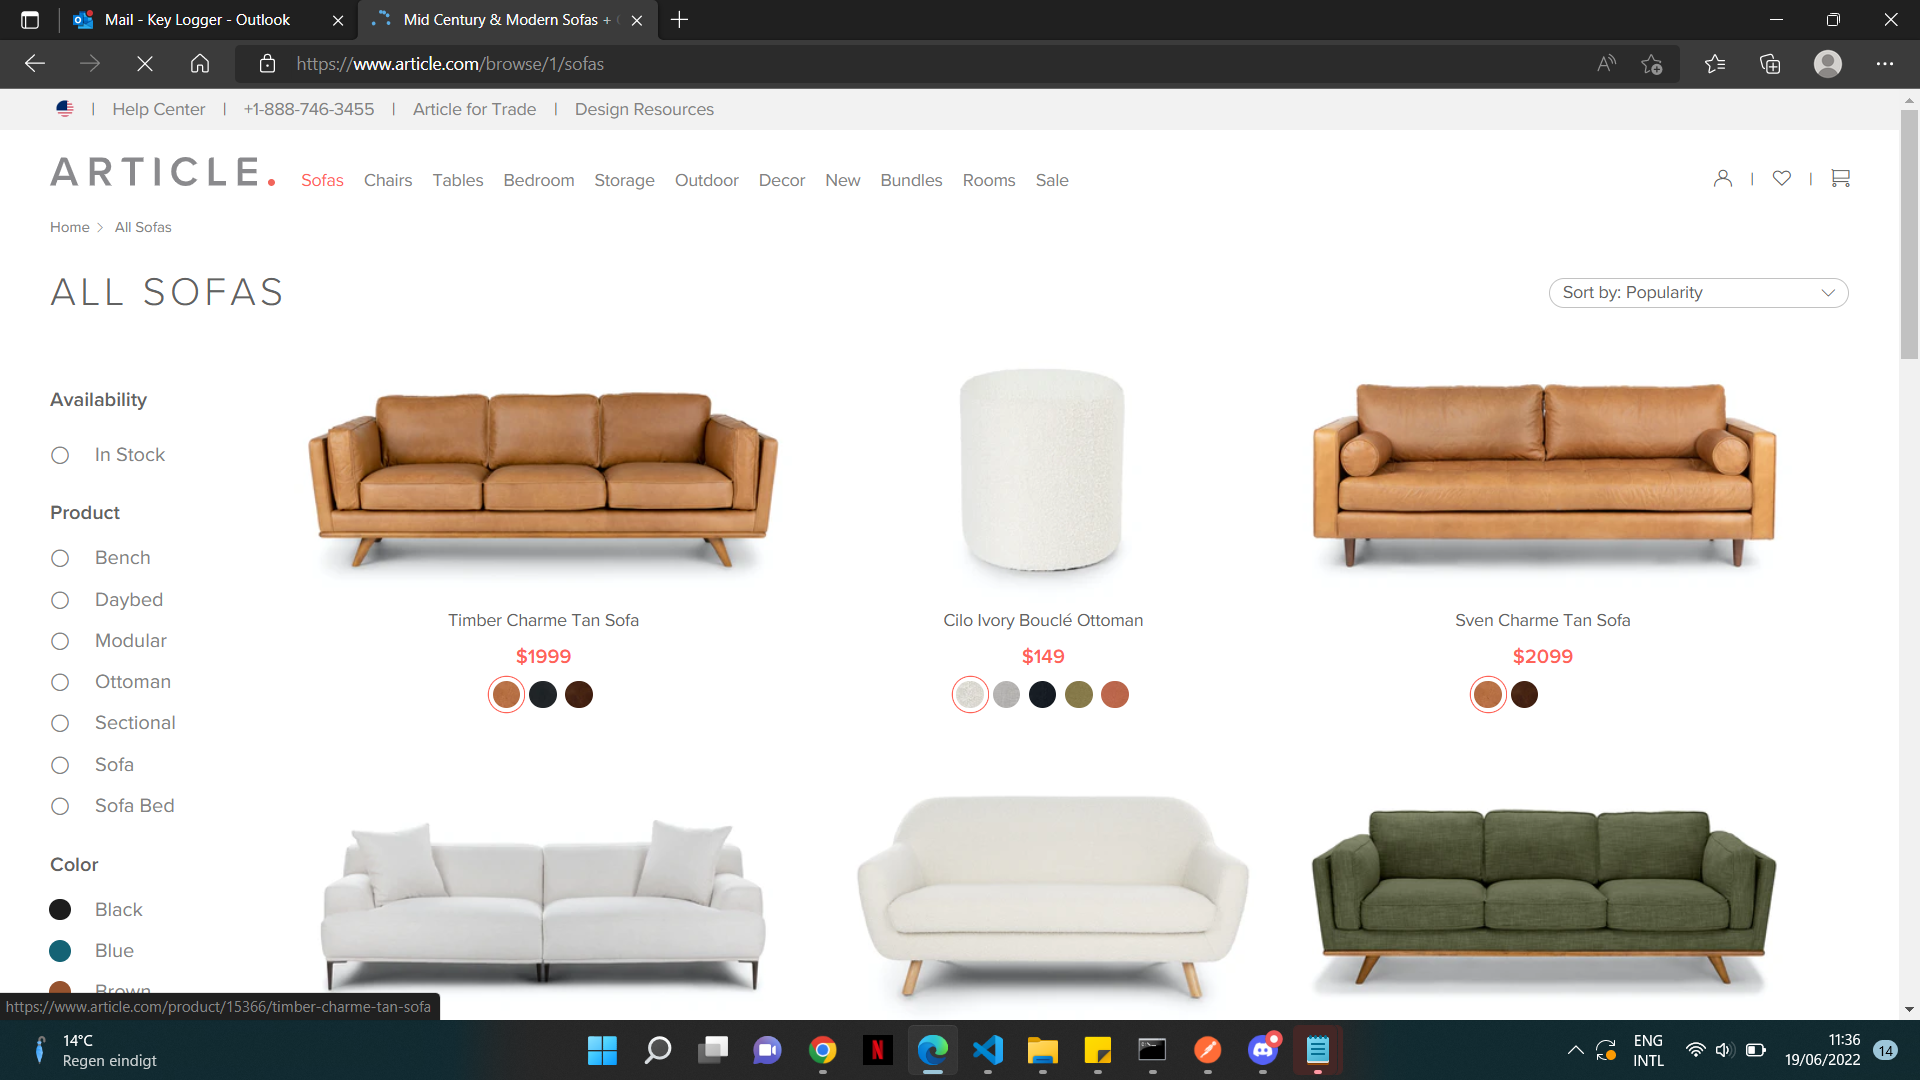 Mail - Key Logger - Outlook
Mid Century & Modern Sofas +
https://www.article.com/browse/1/sofas
Help Center | +1-888-746-3455 | Article for Trade | Design Resources
ARTICLE.
Sofas Chairs Tables Bedroom Storage Outdoor Decor New Bundles Rooms Sale
Home > All Sofas
ALL SOFAS
Sort by: Popularity
Availability
In Stock
Product
Bench
Daybed
Modular
Ottoman
Sectional
Sofa
Sofa Bed
Color
Black
Blue
Brown
Timber Charme Tan Sofa
$1999
Cilo Ivory Bouclé Ottoman
$149
Sven Charme Tan Sofa
$2099
https://www.article.com/product/15366/timber-charme-tan-sofa
14°C
Regen eindigt
N
ENG
INTL
11:36
19/06/2022
14